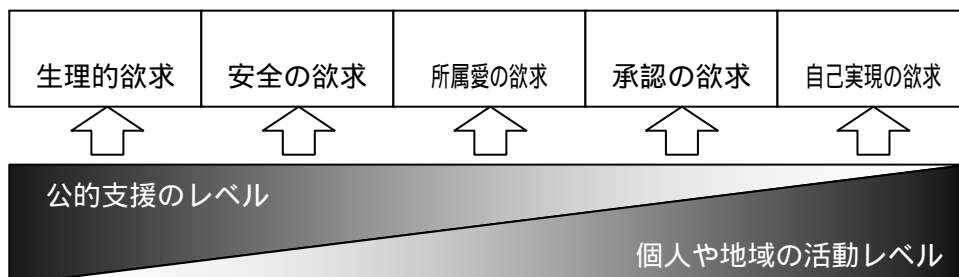 生理的欲求
安全の欲求
所属愛の欲求
承認の欲求
自己実現の欲求
公的支援のレベル
個人や地域の活動レベル